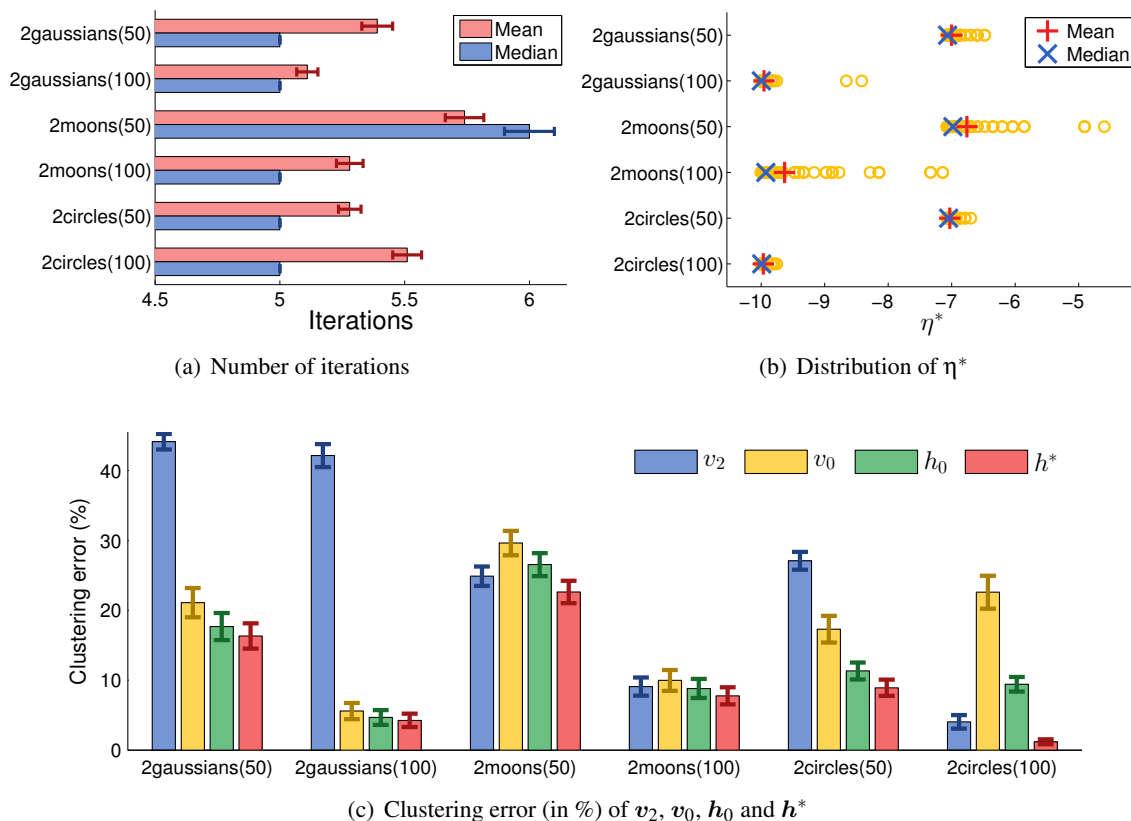 2gaussians(50)
2gaussians(100)
2moons(50)
2moons(100)
2circles(50)
2circles(100)
Mean
Median
4.5 5 5.5 6
Iterations
(a) Number of iterations
2gaussians(50)
2gaussians(100)
2moons(50)
2moons(100)
2circles(50)
2circles(100)
Mean
Median
−10 −9 −8 −7 −6 −5
η*
(b) Distribution of η*
Clustering error (%)
40
30
20
10
0
v₂ v₀ h₀ h*
2gaussians(50) 2gaussians(100) 2moons(50) 2moons(100) 2circles(50) 2circles(100)
(c) Clustering error (in %) of v₂, v₀, h₀ and h*